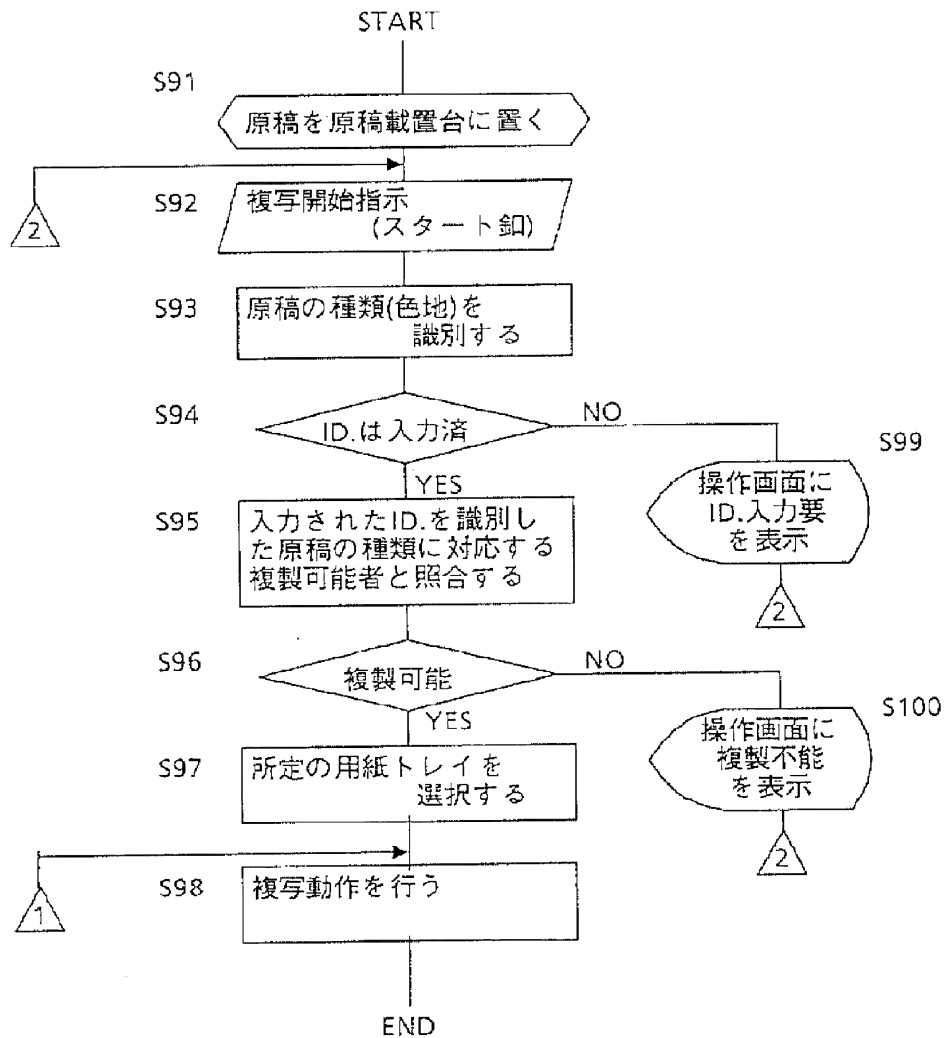 START
S91
原稿を原稿載置台に置く
2
S92
複写開始指示
(スタート釦)
S93
原稿の種類(色地)を
識別する
S94
ID.は入力済
NO
YES
S99
操作画面に
ID.入力要
を表示
2
S95
入力されたID.を識別し
た原稿の種類に対応する
複製可能者と照合する
S96
複製可能
NO
YES
S100
操作画面に
複製不能
を表示
2
S97
所定の用紙トレイを
選択する
1
S98
複写動作を行う
END